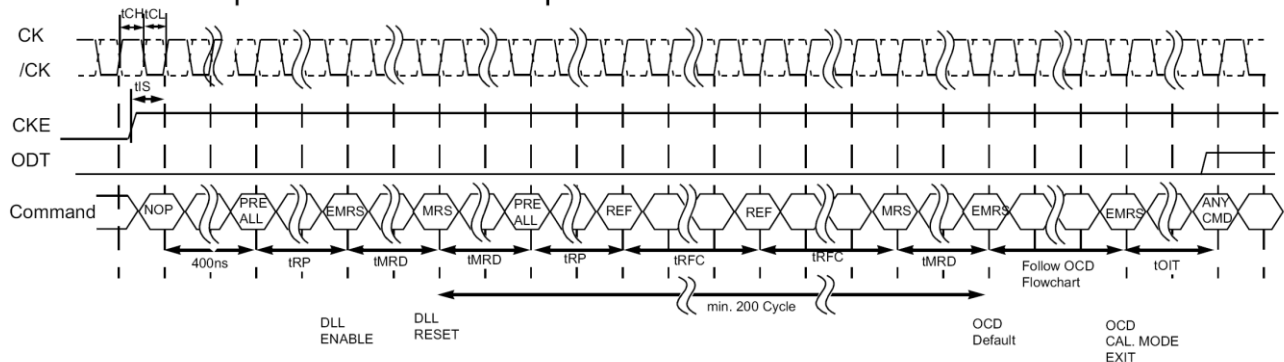 tCH tCL
CK
/CK
tIS
CKE
ODT
Command NOP PRE ALL EMRS MRS PRE ALL REF REF MRS EMRS EMRS ANY CMD
400ns tRP tMRD tMRD tRP tRFC tRFC tMRD Follow OCD Flowchart tOIT
min. 200 Cycle
DLL ENABLE
DLL RESET
OCD Default
OCD CAL. MODE EXIT